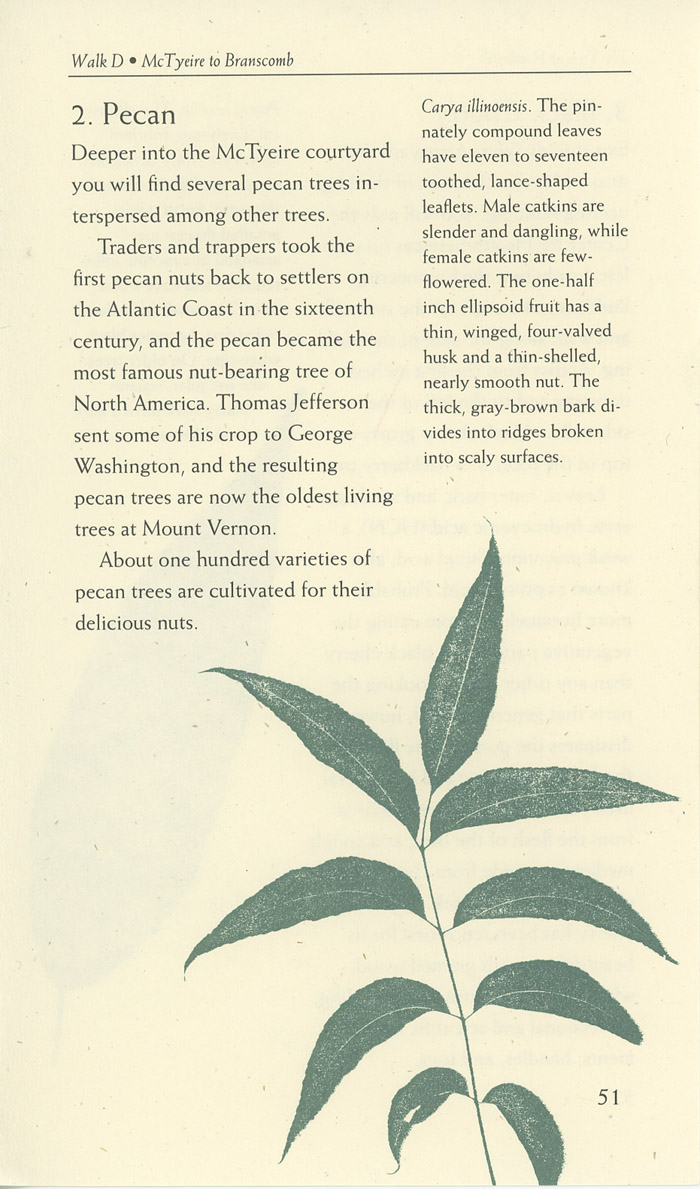 Walk D • McTyeire to Branscomb
2. Pecan
Deeper into the McTyeire courtyard
you will find several pecan trees in-
terspersed among other trees.
Traders and trappers took the
first pecan nuts back to settlers on
the Atlantic Coast in the sixteenth
century, and the pecan became the
most famous nut-bearing tree of
North America. Thomas Jefferson
sent some of his crop to George
Washington, and the resulting
pecan trees are now the oldest living
trees at Mount Vernon.
About one hundred varieties of
pecan trees are cultivated for their
delicious nuts.
Carya illinoensis. The pin-
nately compound leaves
have eleven to seventeen
toothed, lance-shaped
leaflets. Male catkins are
slender and dangling, while
female catkins are few-
flowered. The one-half
inch ellipsoid fruit has a
thin, winged, four-valved
husk and a thin-shelled,
nearly smooth nut. The
thick, gray-brown bark di-
vides into ridges broken
into scaly surfaces.
51